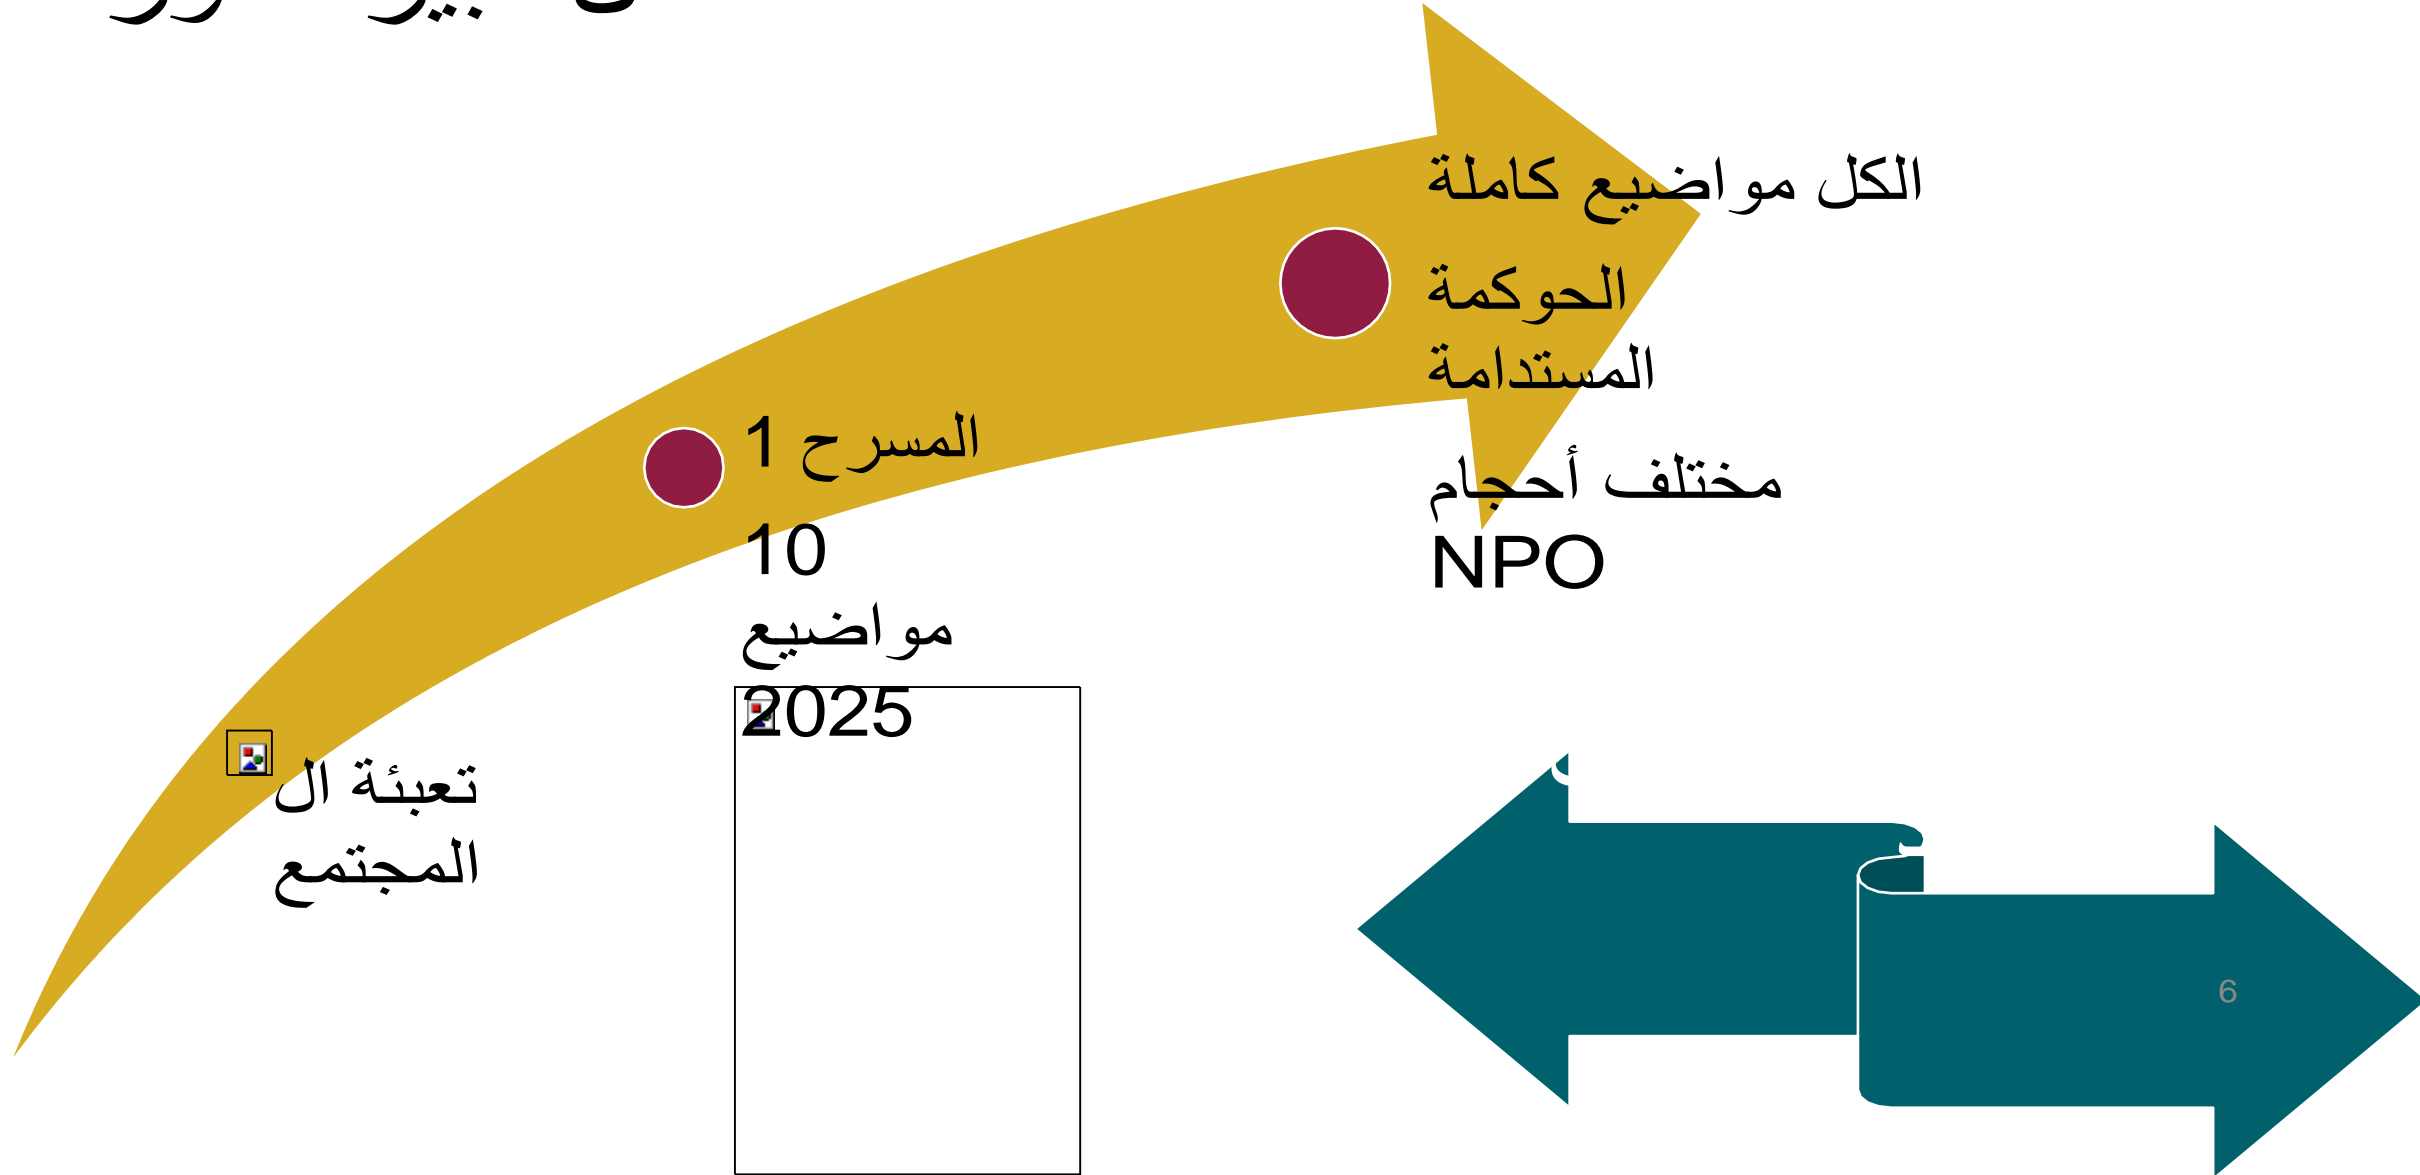 الكل مواضيع كاملة
الحوكمة
المستدامة
مختلف أحجام
NPO
المسرح 1
10
مواضيع
2025
تعبئة ال
المجتمع
6